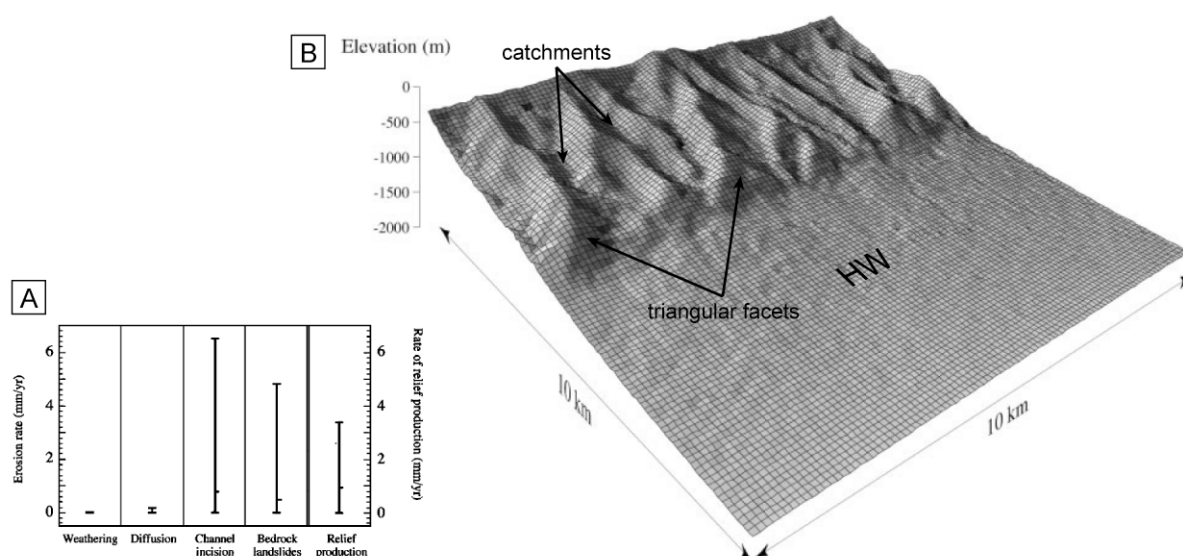 B
Elevation (m)
catchments
0
-500
-1000
-1500
-2000
HW
triangular facets
10 km
10 km
A
Erosion rate (mm/yr)
6
4
2
0
6
4
2
0
Rate of relief
production (mm/yr)
Weathering
Diffusion
Channel
incision
Bedrock
landslides
Relief
production